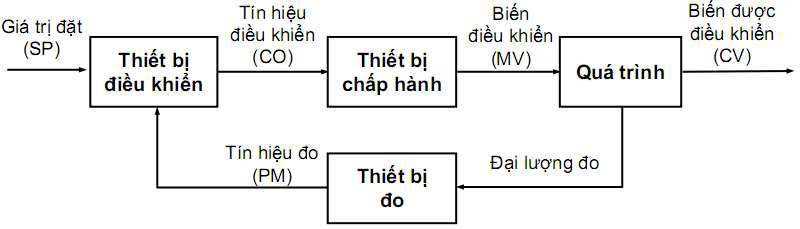 Giá trị đặt
(SP)
Thiết bị
điều khiển
Tín hiệu
điều khiển
(CO)
Thiết bị
chấp hành
Biến
điều khiển
(MV)
Quá trình
Biến được
điều khiển
(CV)
Tín hiệu đo
(PM)
Thiết bị
đo
Đại lượng đo